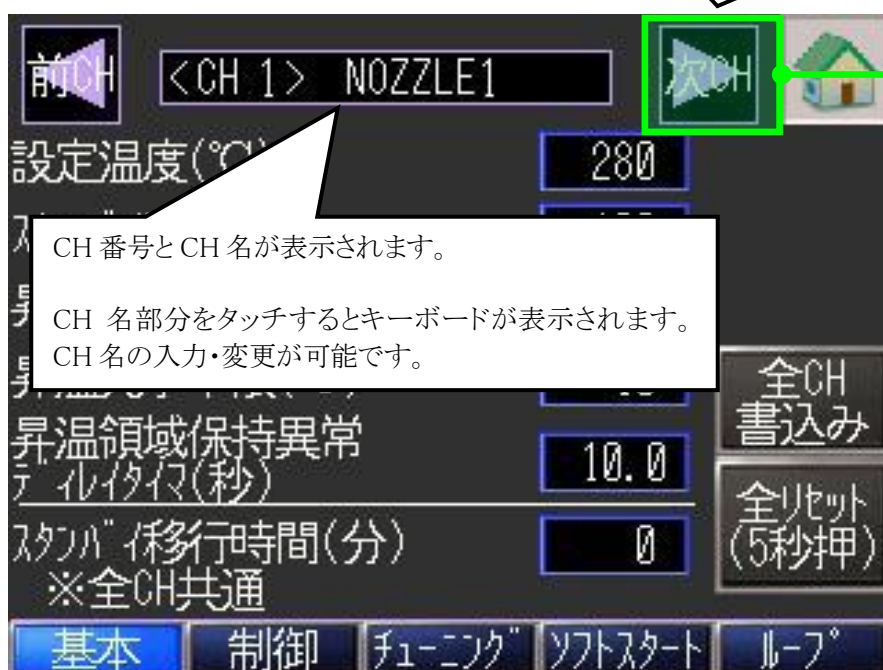 前CH
<CH 1> NOZZLE1
次CH
設定温度(℃)
280
CH 番号と CH 名が表示されます。
CH 名部分をタッチするとキーボードが表示されます。
CH 名の入力・変更が可能です。
全CH
書込み
昇温領域保持異常
ディレイタイマ(秒)
10.0
全リセット
(5秒押)
スタンバイ移行時間(分)
0
※全CH共通
基本 制御 チューニング ソフトスタート ループ